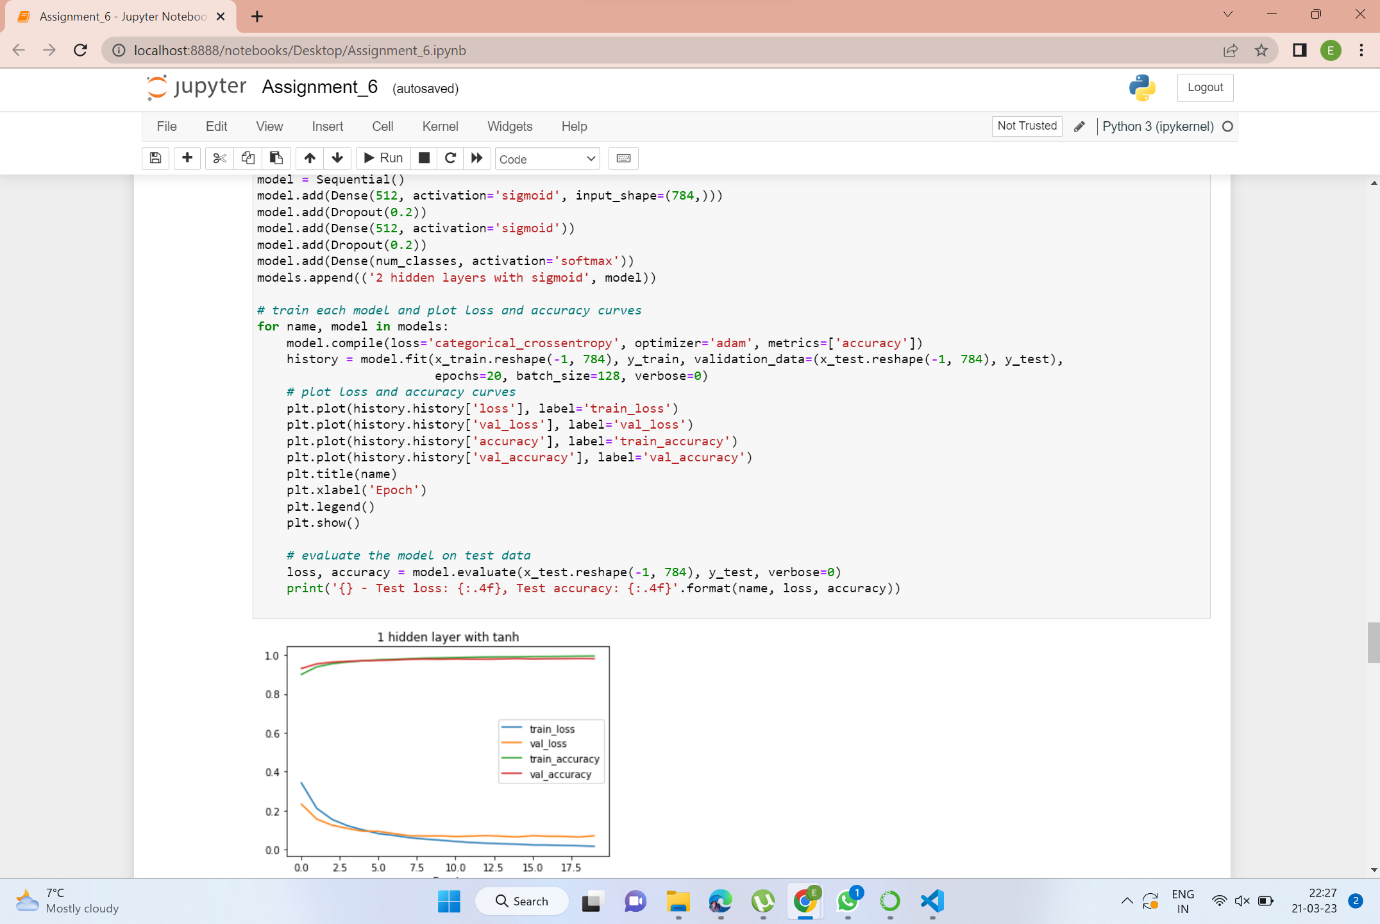 Assignment_6 - Jupyter Noteboo
localhost:8888/notebooks/Desktop/Assignment_6.ipynb
E
jupyter Assignment_6 (autosaved)
Logout
File Edit View Insert Cell Kernel Widgets Help
Not Trusted
Python 3 (ipykernel)
Run
Code
model = Sequential()
model.add(Dense(512, activation='sigmoid', input_shape=(784,)))
model.add(Dropout(0.2))
model.add(Dense(512, activation='sigmoid'))
model.add(Dropout(0.2))
model.add(Dense(num_classes, activation='softmax'))
models.append(('2 hidden layers with sigmoid', model))
# train each model and plot loss and accuracy curves
for name, model in models:
    model.compile(loss='categorical_crossentropy', optimizer='adam', metrics=['accuracy'])
    history = model.fit(x_train.reshape(-1, 784), y_train, validation_data=(x_test.reshape(-1, 784), y_test),
                        epochs=20, batch_size=128, verbose=0)
    # plot loss and accuracy curves
    plt.plot(history.history['loss'], label='train_loss')
    plt.plot(history.history['val_loss'], label='val_loss')
    plt.plot(history.history['accuracy'], label='train_accuracy')
    plt.plot(history.history['val_accuracy'], label='val_accuracy')
    plt.title(name)
    plt.xlabel('Epoch')
    plt.legend()
    plt.show()
    # evaluate the model on test data
    loss, accuracy = model.evaluate(x_test.reshape(-1, 784), y_test, verbose=0)
    print('{} - Test loss: {:.4f}, Test accuracy: {:.4f}'.format(name, loss, accuracy))
1 hidden layer with tanh
1.0
0.8
0.6
0.4
0.2
0.0
train_loss
val_loss
train_accuracy
val_accuracy
0.0 2.5 5.0 7.5 10.0 12.5 15.0 17.5
7°C
Mostly cloudy
Search
E
1
ENG
IN
22:27
21-03-23
2